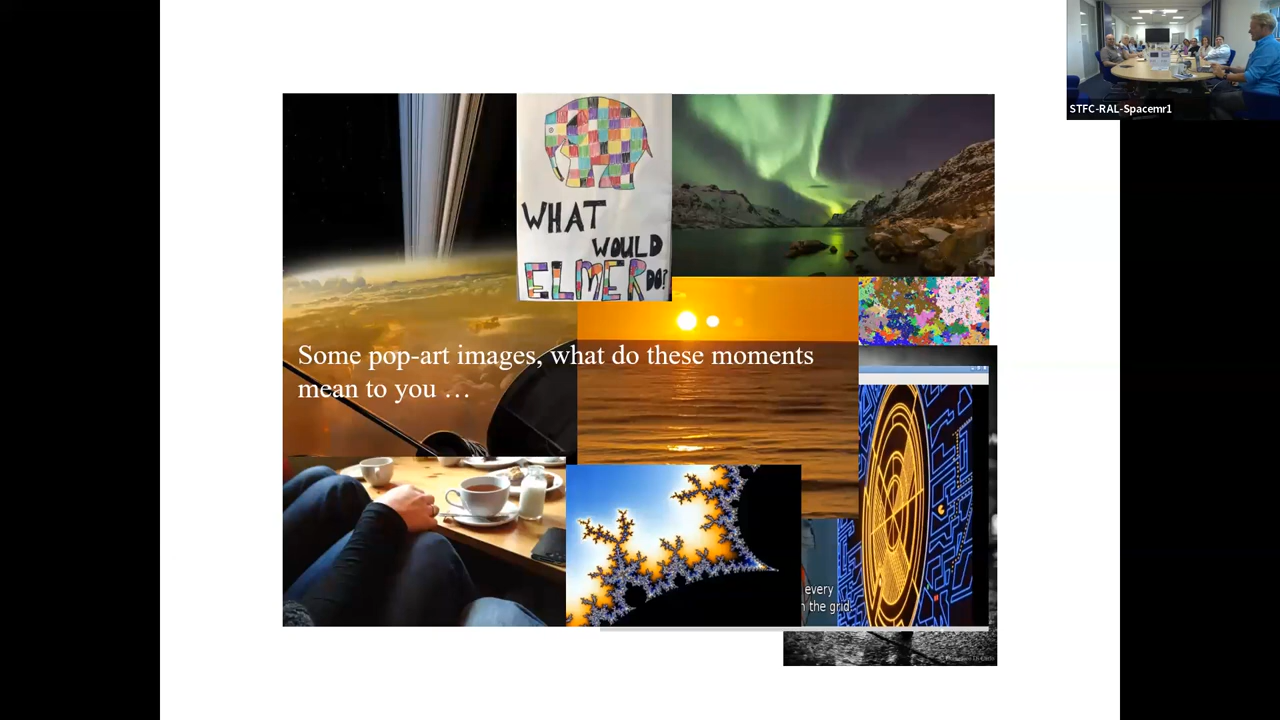 STFC-RAL-Spacemr1
WHAT
WOULD
ELMER DO?
Some pop-art images, what do these moments
mean to you …
every
the grid